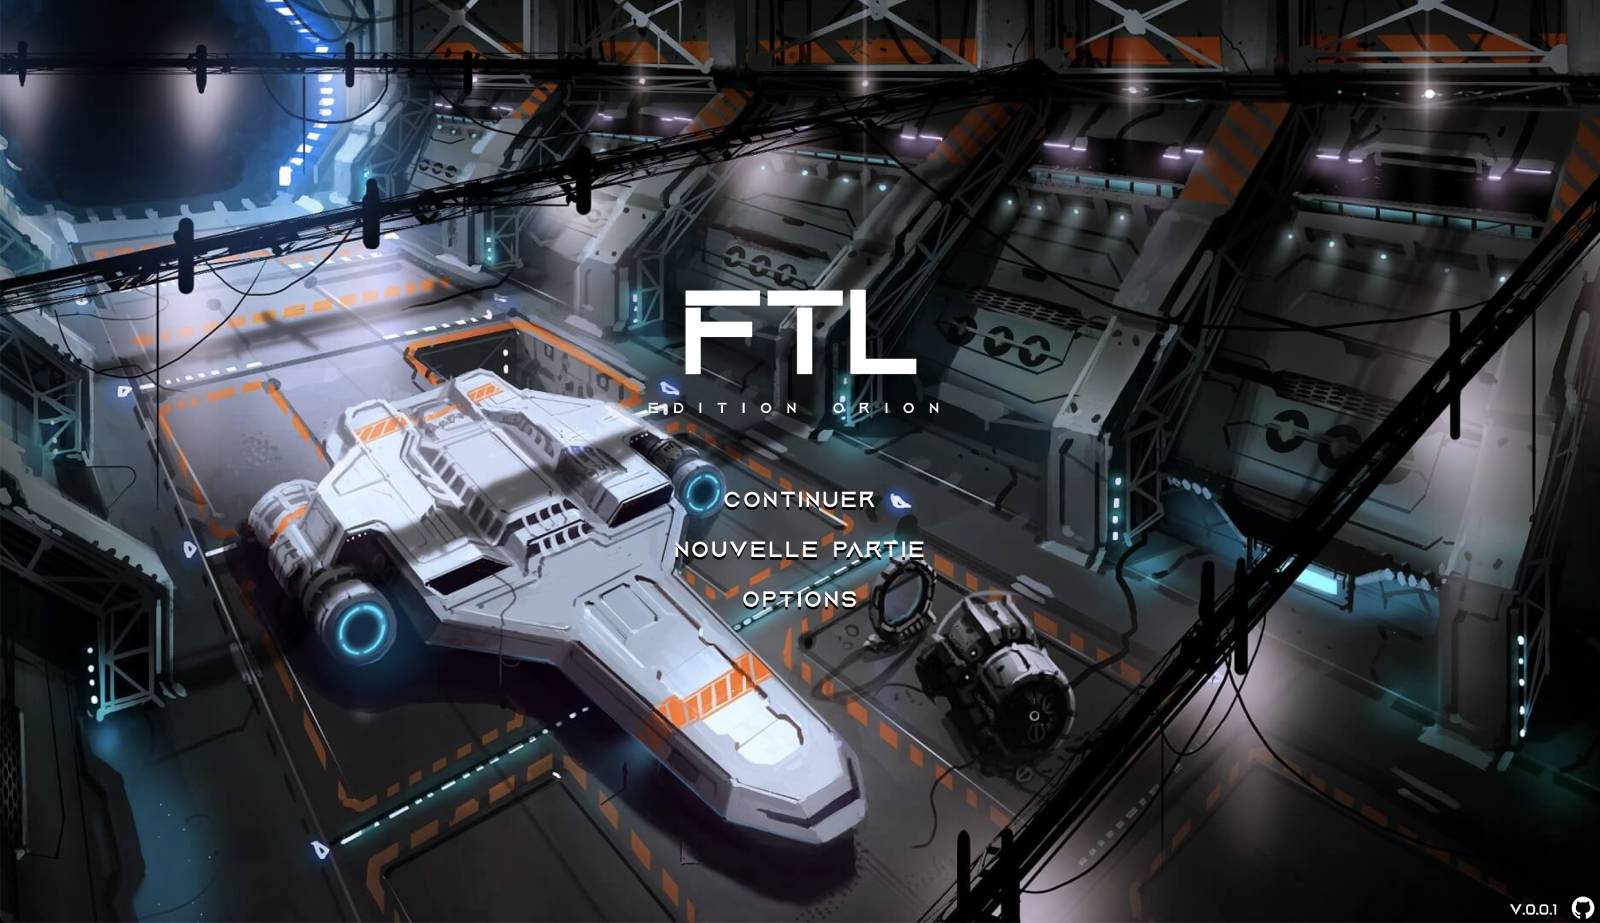 FTL
EDITION ORION
CONTINUER
NOUVELLE PARTIE
OPTIONS
V.0.0.1